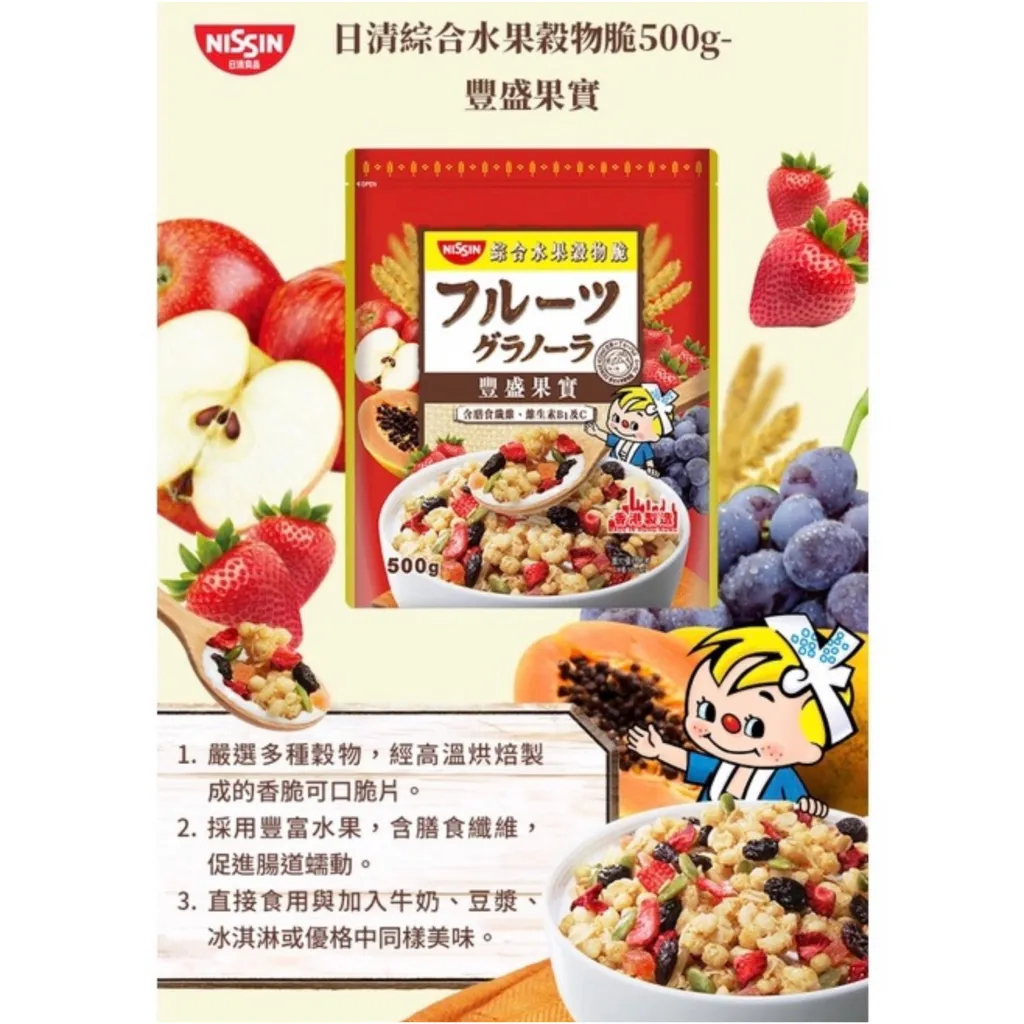 NISSIN
日清食品
日清綜合水果穀物脆500g-
豐盛果實
OPEN
NISSIN 綜合水果穀物脆
フルーツ
グラノーラ
豐盛果實
含膳食纖維、維生素B1及C
香港製造
500g
1. 嚴選多種穀物，經高溫烘焙製
成的香脆可口脆片。
2. 採用豐富水果，含膳食纖維，
促進腸道蠕動。
3. 直接食用與加入牛奶、豆漿、
冰淇淋或優格中同樣美味。